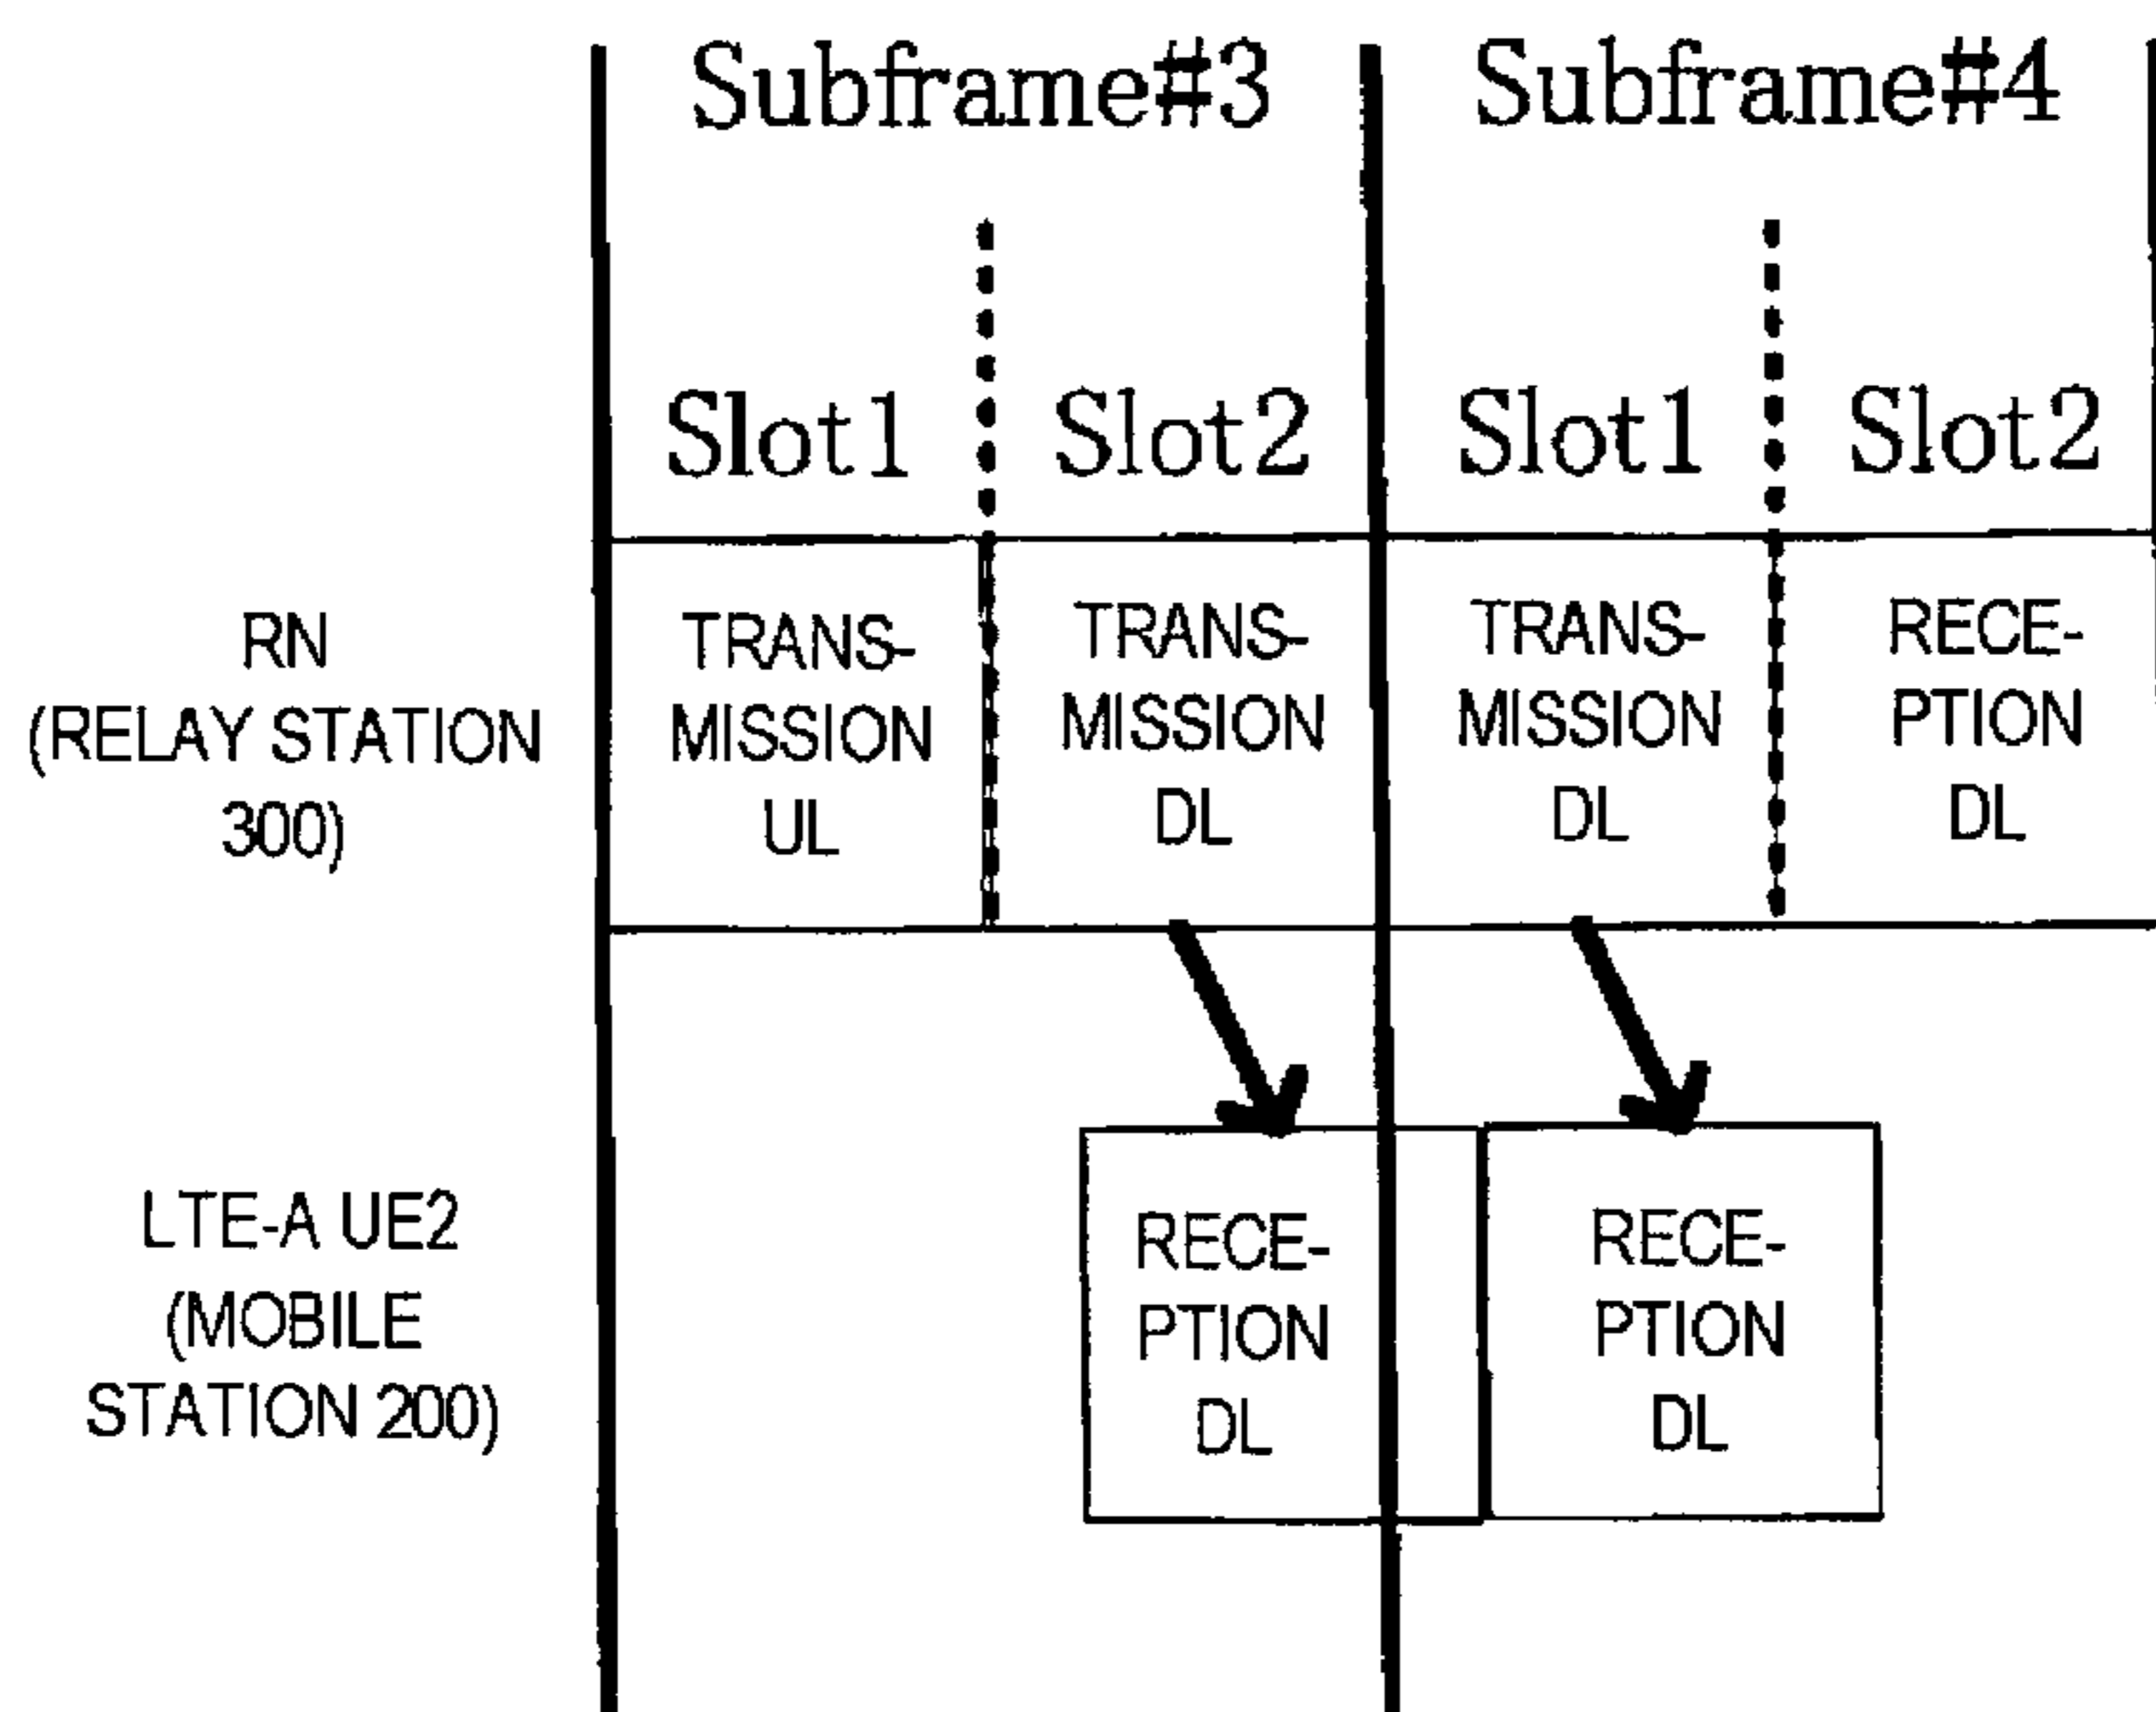 Subframe#3 Subframe#4
Slot1 Slot2 Slot1 Slot2
RN
(RELAY STATION
300)
TRANS-
MISSION
UL
TRANS-
MISSION
DL
TRANS-
MISSION
DL
RECE-
PTION
DL
LTE-A UE2
(MOBILE
STATION 200)
RECE-
PTION
DL
RECE-
PTION
DL